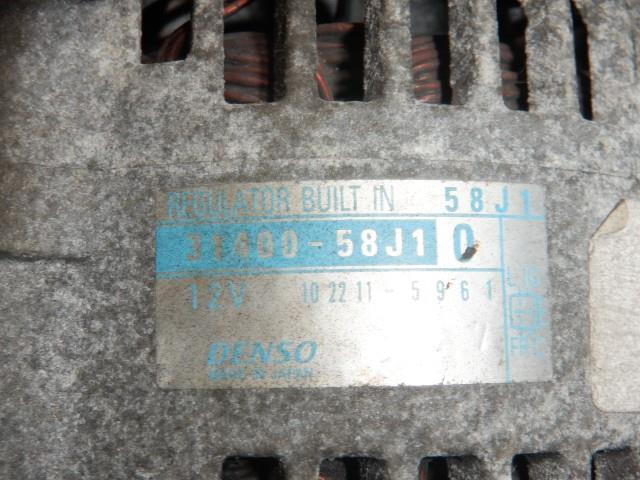 REGULATOR BUILT IN 58J1
31400-58J1 0
12V 102211-5961
DENSO
MADE IN JAPAN